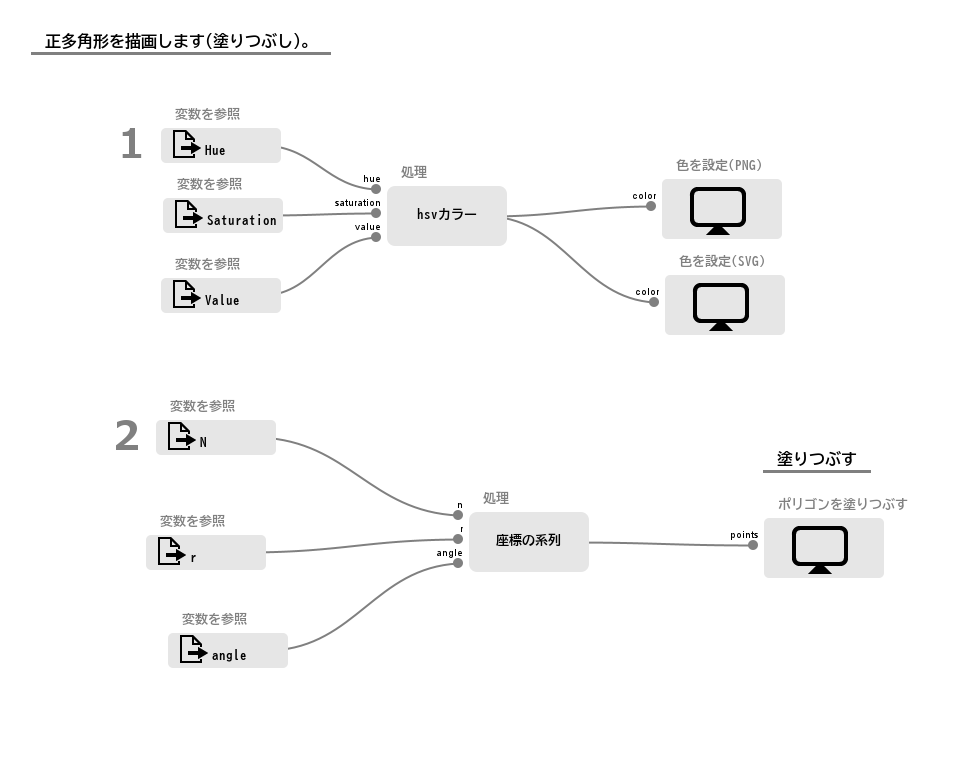 正多角形を描画します(塗りつぶし)。
1
変数を参照
Hue
変数を参照
Saturation
変数を参照
Value
処理
hue
saturation
value
hsvカラー
色を設定(PNG)
color
色を設定(SVG)
color
2
変数を参照
N
変数を参照
r
変数を参照
angle
処理
n
r
angle
座標の系列
塗りつぶす
ポリゴンを塗りつぶす
points